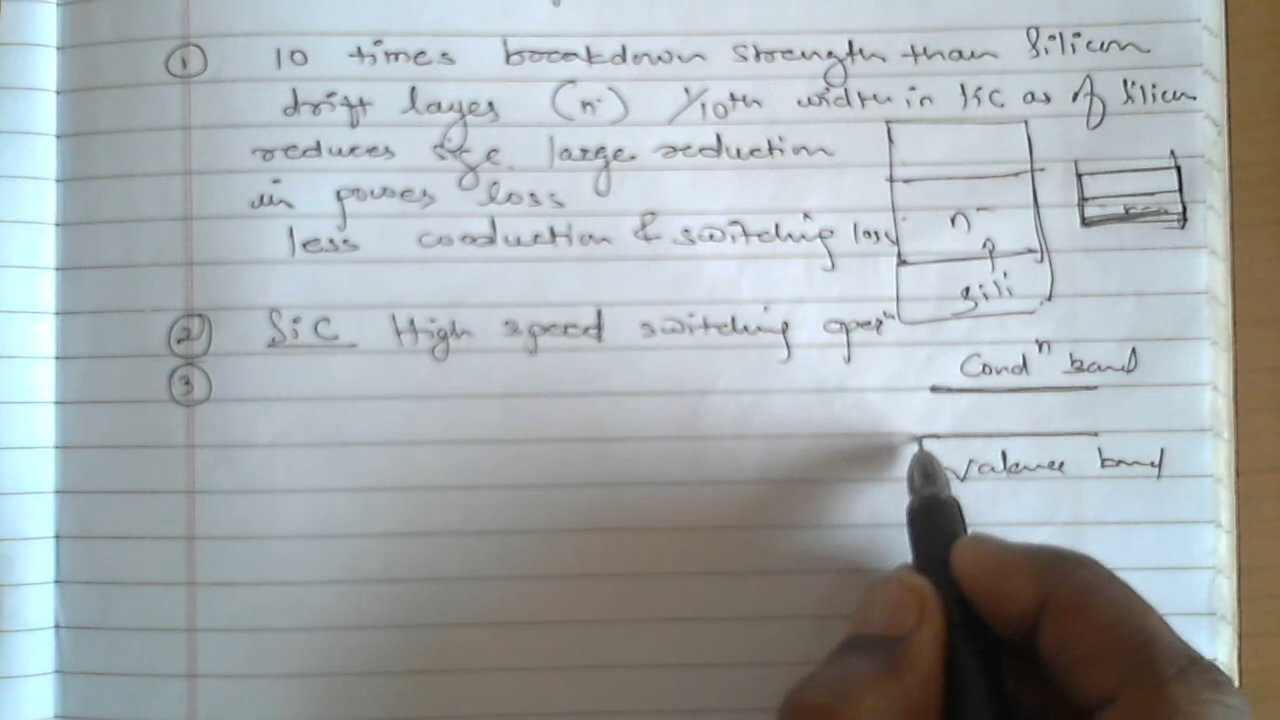 ① 10 times breakdown strength than Silicon
drift layer (n⁻) 1/10th width in SiC as of Silicon
reduces size large reduction
in power loss
less conduction & switching loss
n⁻
Sili
② SiC High speed switching operⁿ
③
Condⁿ band
Valence band